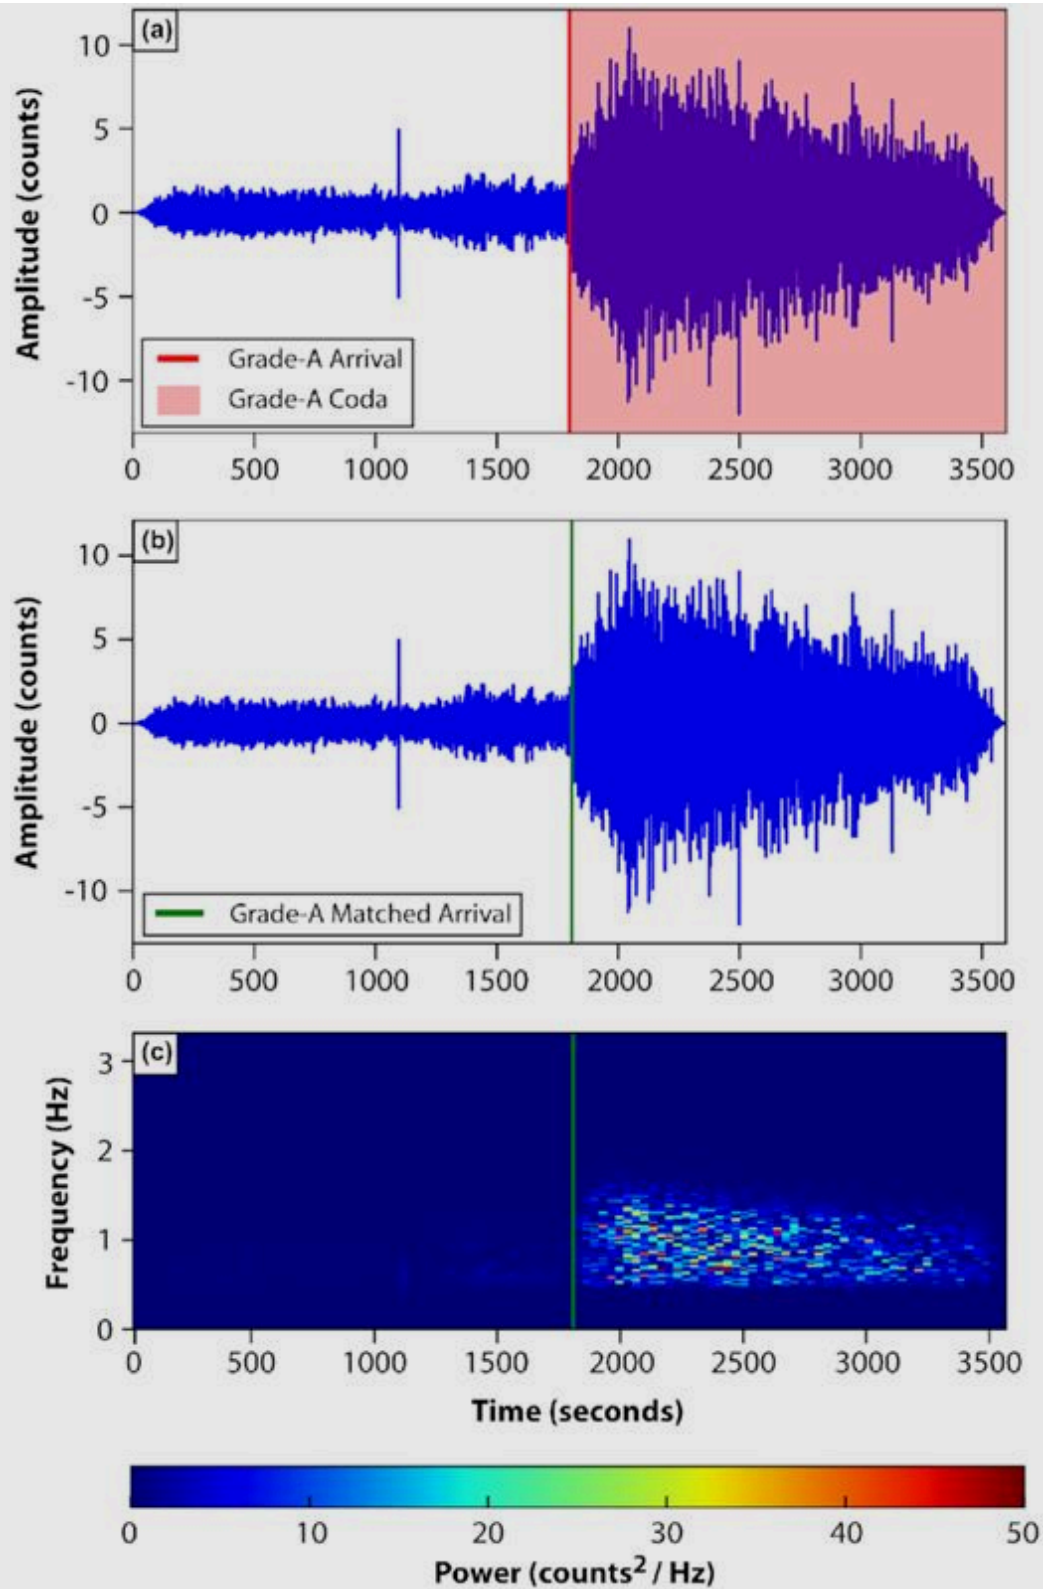 (a)
Amplitude (counts)
10
5
0
-5
-10
Grade-A Arrival
Grade-A Coda
0 500 1000 1500 2000 2500 3000 3500
(b)
Amplitude (counts)
10
5
0
-5
-10
Grade-A Matched Arrival
0 500 1000 1500 2000 2500 3000 3500
(c)
Frequency (Hz)
3
2
1
0
0 500 1000 1500 2000 2500 3000 3500
Time (seconds)
0 10 20 30 40 50
Power (counts² / Hz)